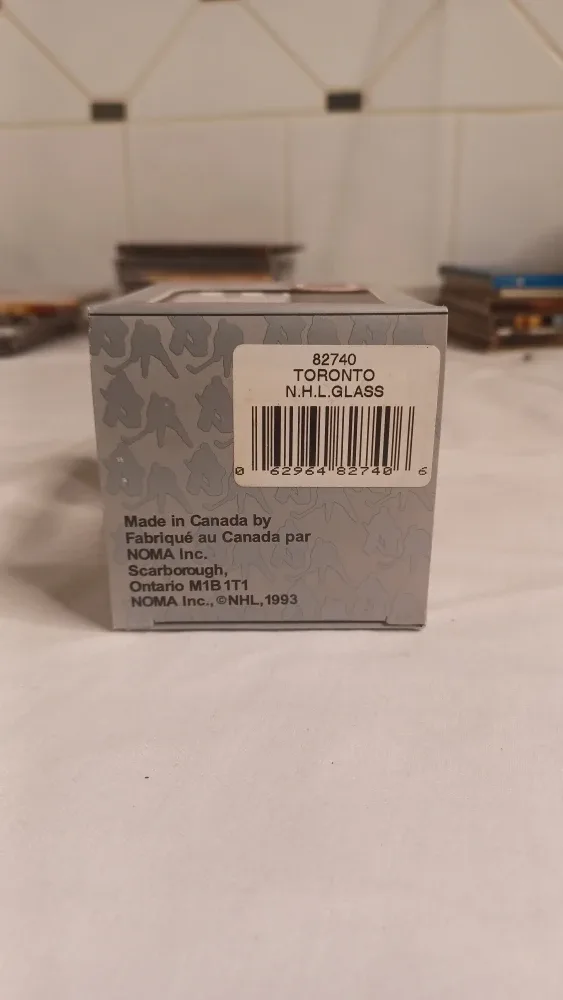 82740
TORONTO
N.H.L.GLASS
0 62964 82740 6
Made in Canada by
Fabriqué au Canada par
NOMA Inc.
Scarborough,
Ontario M1B 1T1
NOMA Inc., ©NHL, 1993